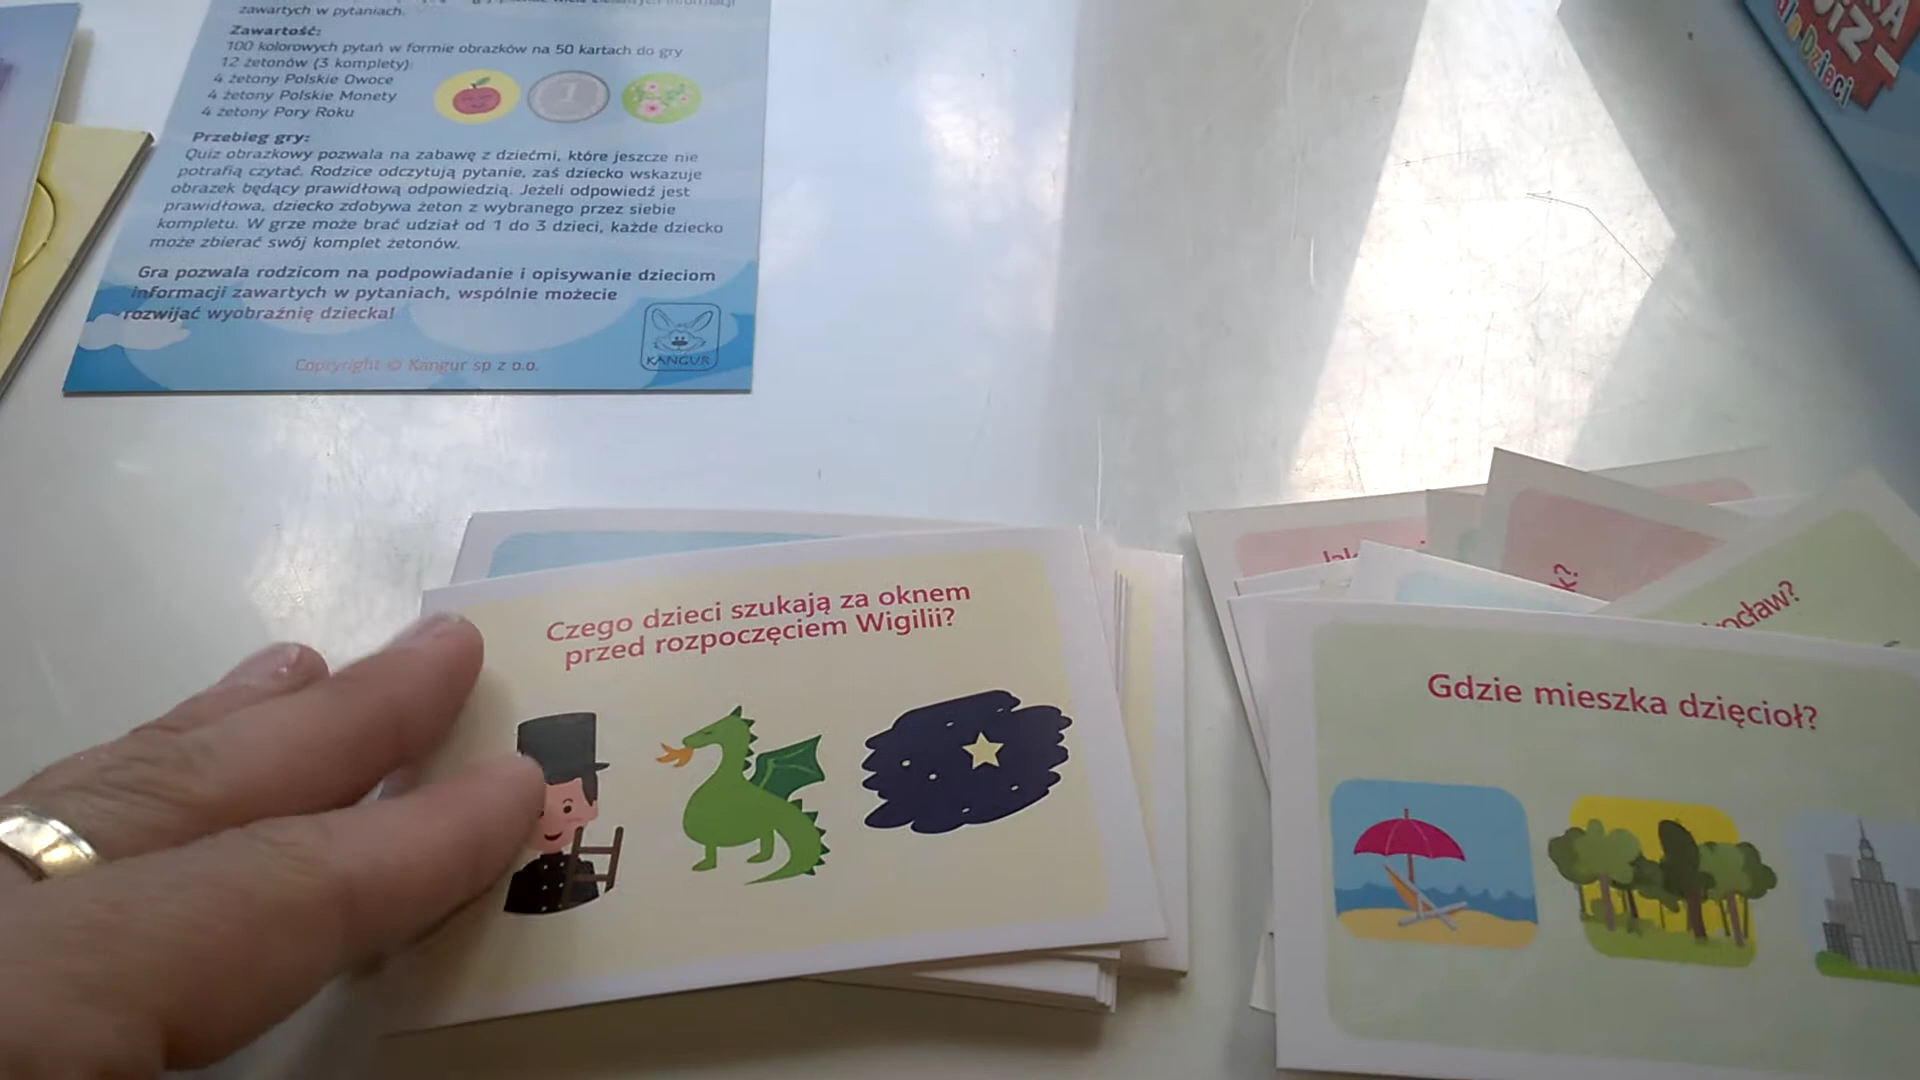 zawartych w pytaniach.
Zawartość:
100 kolorowych pytań w formie obrazków na 50 kartach do gry
12 żetonów (3 komplety)
4 żetony Polskie Owoce
4 żetony Polskie Monety
4 żetony Pory Roku
1
Przebieg gry:
Quiz obrazkowy pozwala na zabawę z dziećmi, które jeszcze nie
potrafią czytać. Rodzice odczytują pytanie, zaś dziecko wskazuje
obrazek będący prawidłową odpowiedzią. Jeżeli odpowiedź jest
prawidłowa, dziecko zdobywa żeton z wybranego przez siebie
kompletu. W grze może brać udział od 1 do 3 dzieci, każde dziecko
może zbierać swój komplet żetonów.
Gra pozwala rodzicom na podpowiadanie i opisywanie dzieciom
informacji zawartych w pytaniach, wspólnie możecie
rozwijać wyobraźnię dziecka!
KANGUR
Copryright © Kangur sp z o.o.
Dzieci
Czego dzieci szukają za oknem
przed rozpoczęciem Wigilii?
Gdzie mieszka dzięcioł?